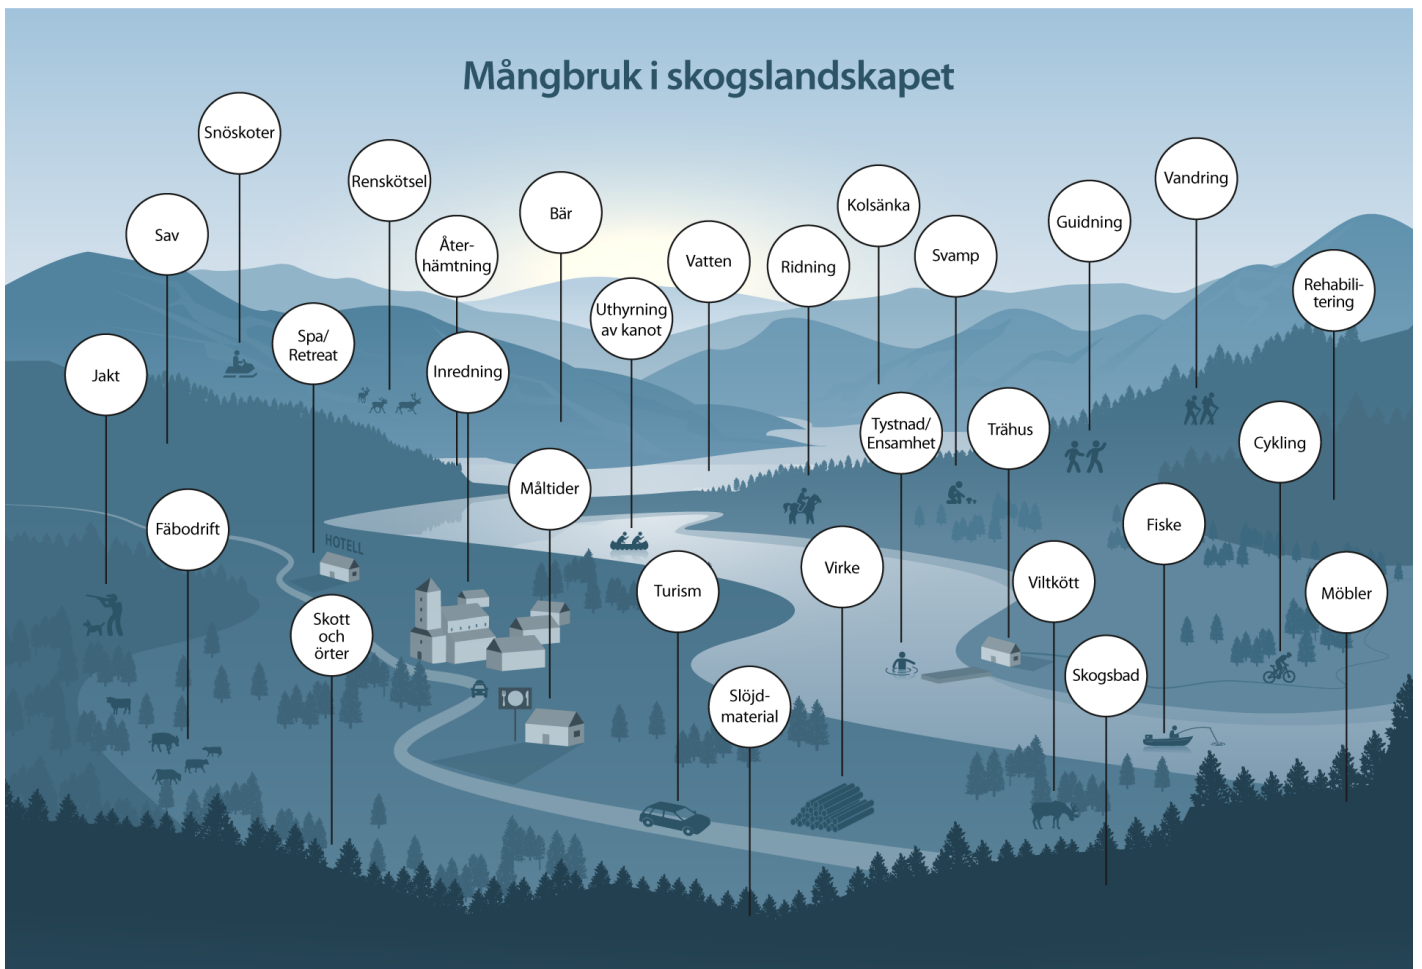 Mångbruk i skogslandskapet
Snöskoter
Renskötsel
Vandring
Bär
Kolsänka
Guidning
Sav
Åter-
hämtning
Vatten
Ridning
Svamp
Rehabili-
tering
Uthyrning
av kanot
Spa/
Retreat
Inredning
Jakt
Tystnad/
Ensamhet
Trähus
Cykling
Måltider
Fäbodrift
Fiske
HOTELL
Turism
Virke
Viltkött
Möbler
Skott
och
örter
Skogsbad
Slöjd-
material